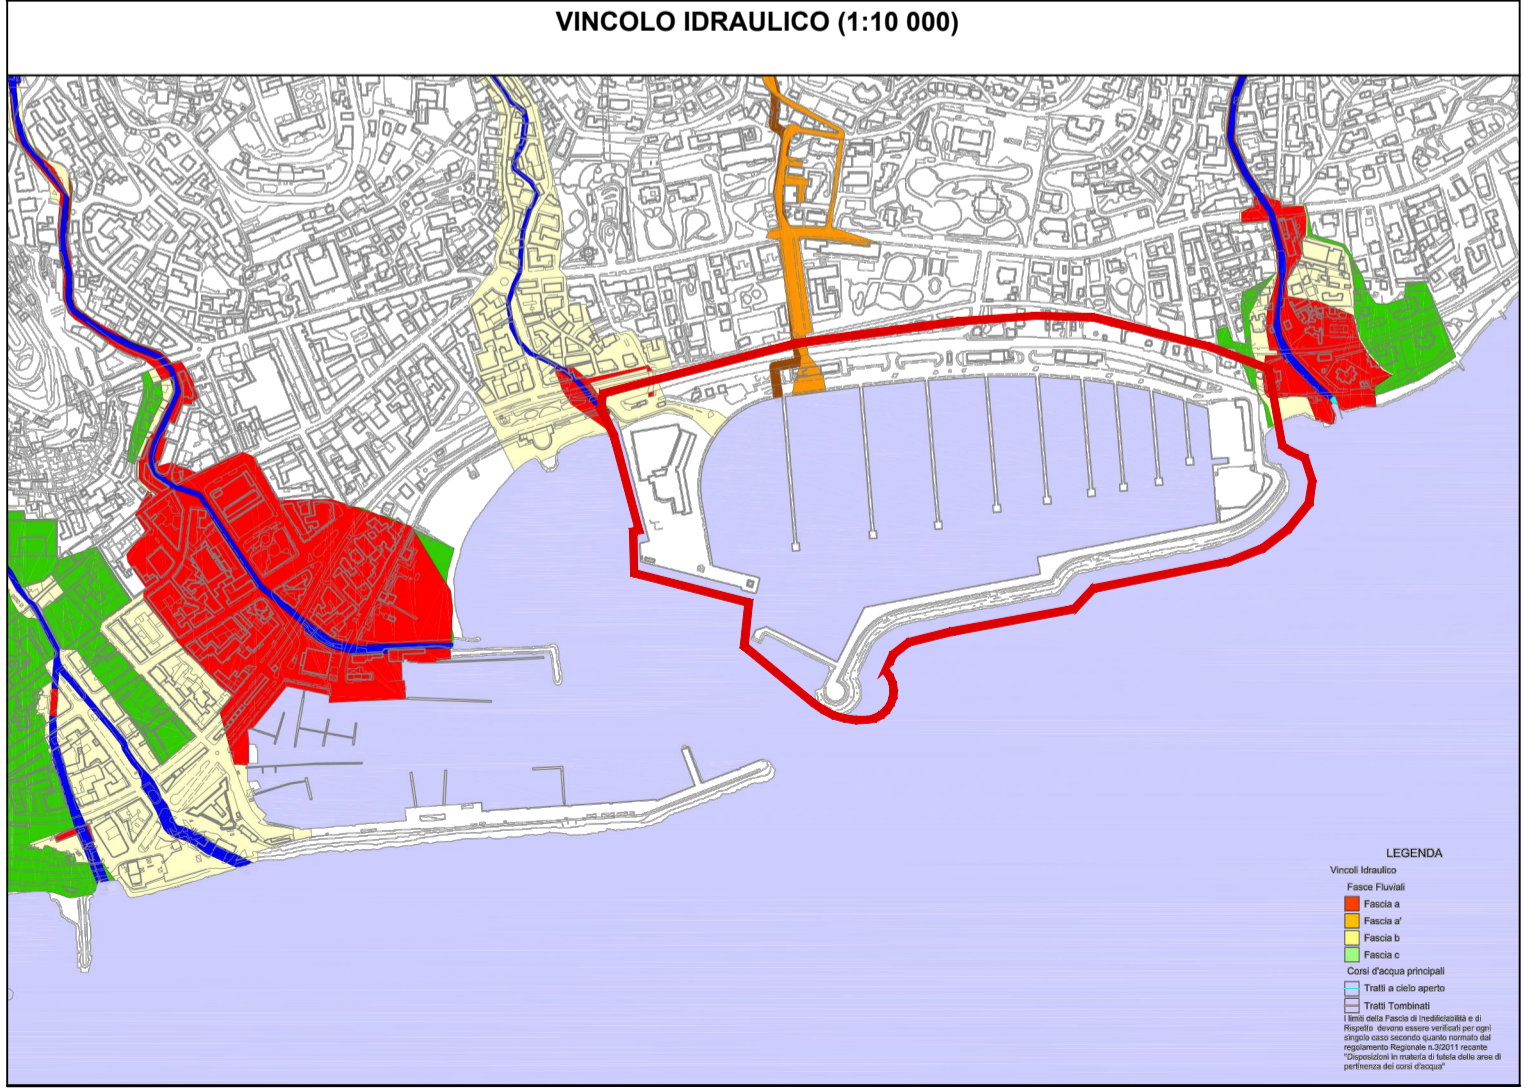 VINCOLO IDRAULICO (1:10 000)
LEGENDA
Vincoli Idraulico
Fasce Fluviali
Fascia a
Fascia a'
Fascia b
Fascia c
Corsi d'acqua principali
Tratti a cielo aperto
Tratti Tombinati
I limiti della Fascia di Inedificiabilità e di
Rispetto devono essere verificati per ogni
singolo caso secondo quanto normato dal
regolamento Regionale n.3/2011 recante
"Disposizioni in materia di tutela delle aree di
pertinenza dei corsi d'acqua"